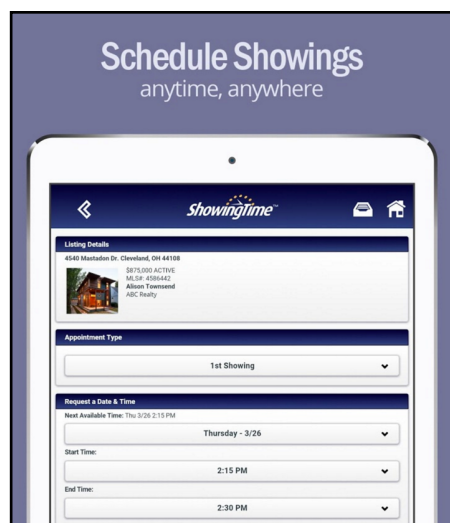 Schedule Showings
anytime, anywhere
ShowingTime™
Listing Details
4540 Mastadon Dr. Cleveland, OH 44108
$875,000 ACTIVE
MLS#: 4586442
Alison Townsend
ABC Realty
Appointment Type
1st Showing
Request a Date & Time
Next Available Time: Thu 3/26 2:15 PM
Thursday - 3/26
Start Time:
2:15 PM
End Time:
2:30 PM